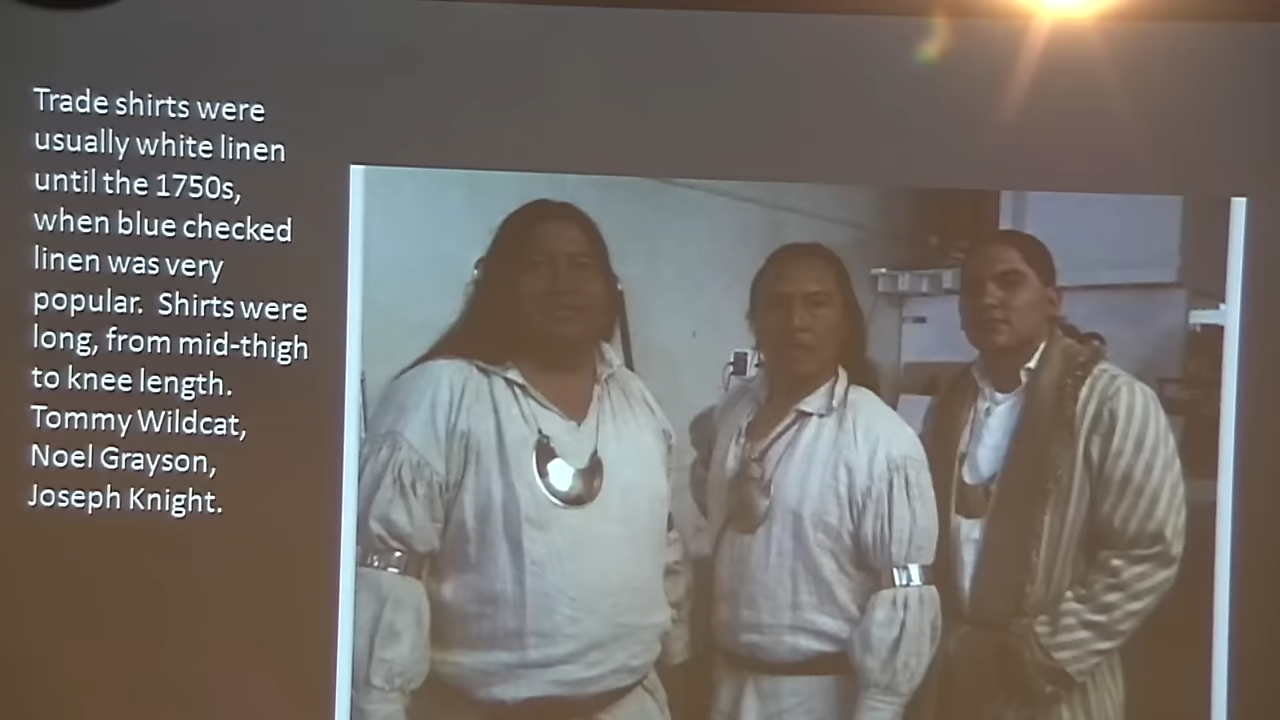 Trade shirts were
usually white linen
until the 1750s,
when blue checked
linen was very
popular.  Shirts were
long, from mid-thigh
to knee length.
Tommy Wildcat,
Noel Grayson,
Joseph Knight.